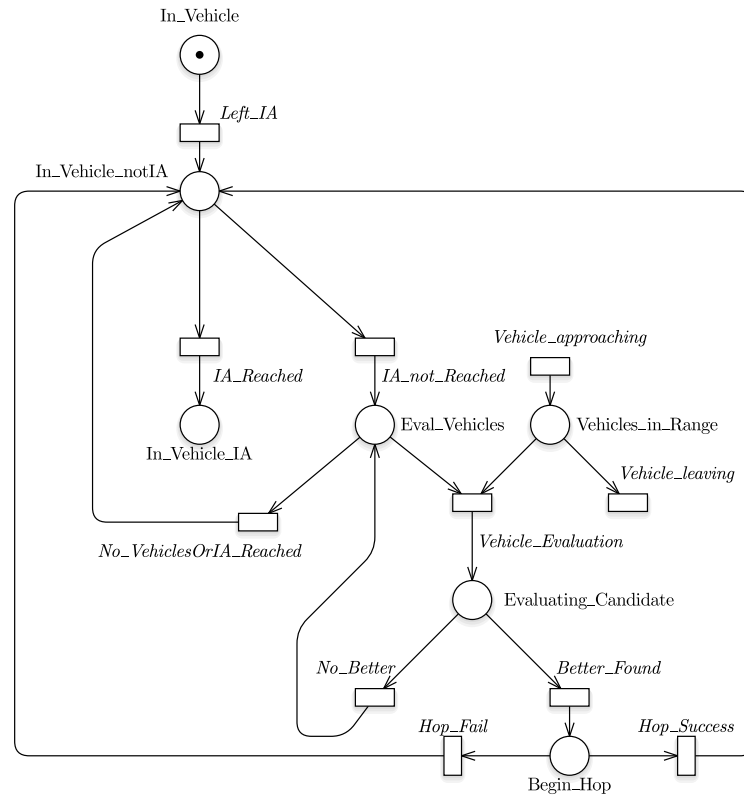 In_Vehicle
Left_IA
In_Vehicle_notIA
Vehicle_approaching
IA_Reached
IA_not_Reached
Eval_Vehicles
Vehicles_in_Range
In_Vehicle_IA
Vehicle_leaving
No_VehiclesOrIA_Reached
Vehicle_Evaluation
Evaluating_Candidate
No_Better
Better_Found
Hop_Fail
Hop_Success
Begin_Hop